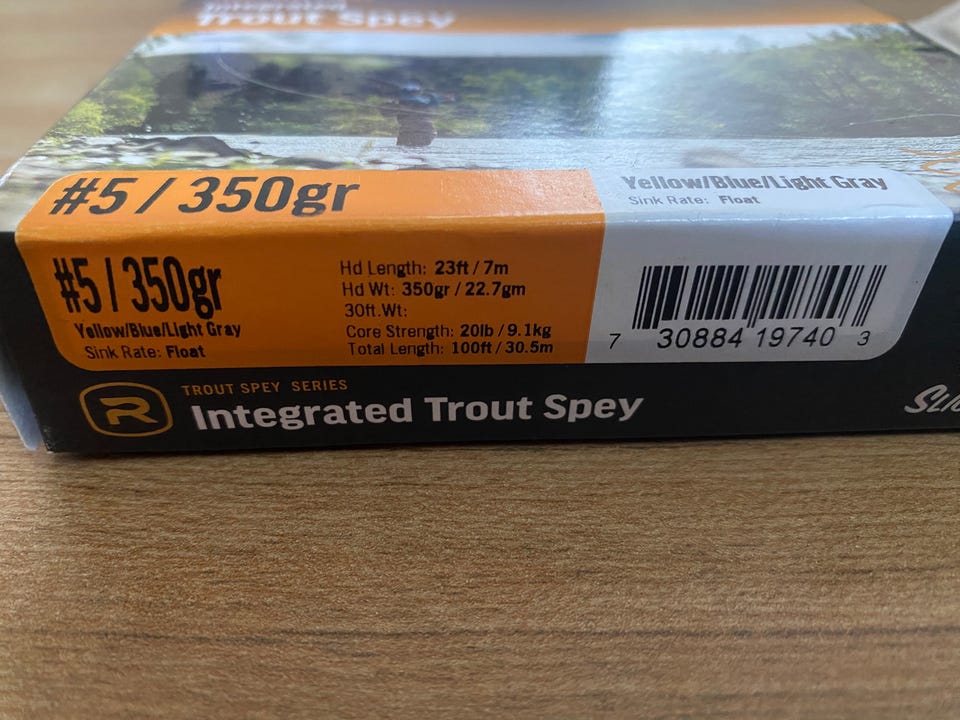 Integrated
Trout Spey
#5 / 350gr
Yellow/Blue/Light Gray
Sink Rate: Float
#5 / 350gr
Yellow/Blue/Light Gray
Sink Rate: Float
Hd Length: 23ft / 7m
Hd Wt: 350gr / 22.7gm
30ft.Wt:
Core Strength: 20lb / 9.1kg
Total Length: 100ft / 30.5m
7 30884 19740 3
R
TROUT SPEY SERIES
Integrated Trout Spey